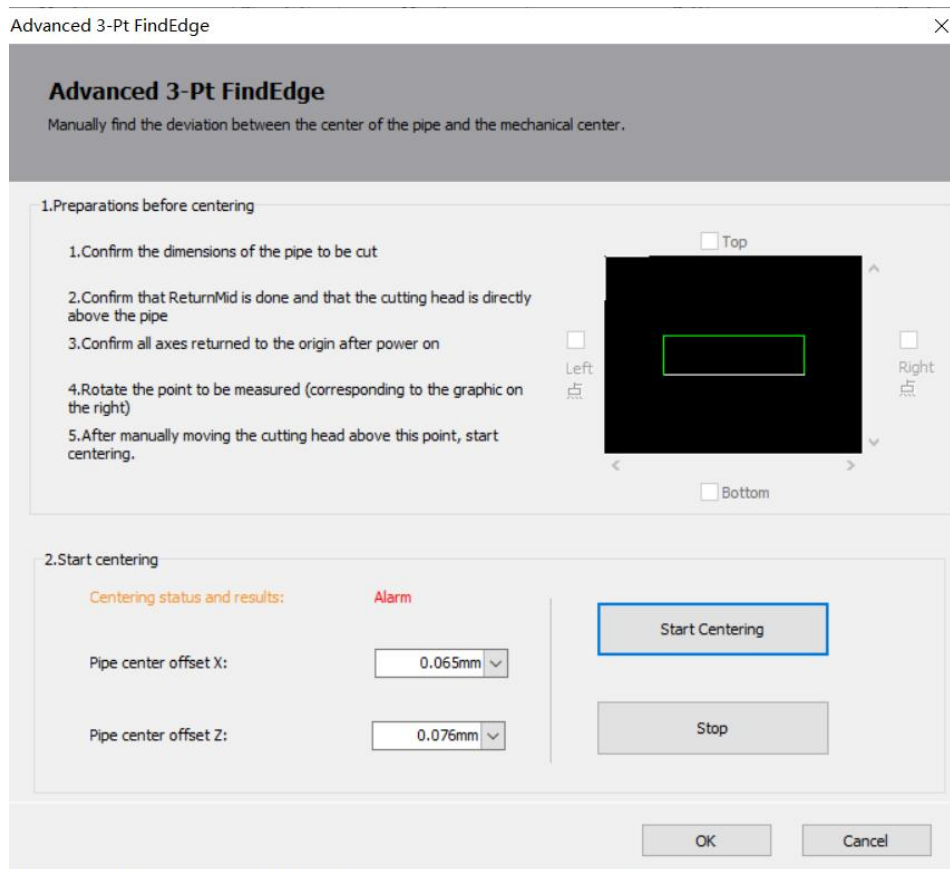 Advanced 3-Pt FindEdge
Advanced 3-Pt FindEdge
Manually find the deviation between the center of the pipe and the mechanical center.
1.Preparations before centering
1.Confirm the dimensions of the pipe to be cut
2.Confirm that ReturnMid is done and that the cutting head is directly
above the pipe
3.Confirm all axes returned to the origin after power on
4.Rotate the point to be measured (corresponding to the graphic on
the right)
5.After manually moving the cutting head above this point, start
centering.
Top
Left
点
Right
点
Bottom
2.Start centering
Centering status and results: Alarm
Pipe center offset X: 0.065mm
Pipe center offset Z: 0.076mm
Start Centering
Stop
OK
Cancel